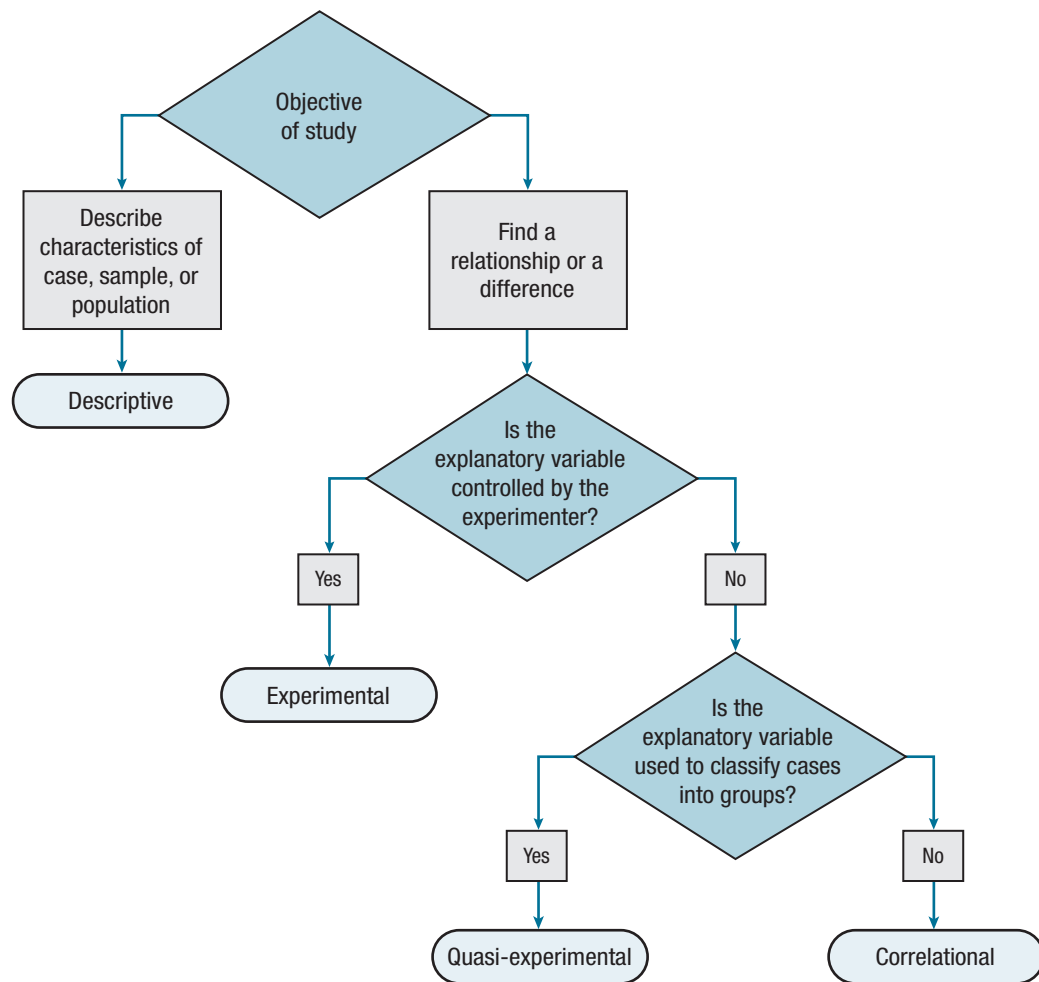 Objective
of study
Describe
characteristics of
case, sample, or
population
Find a
relationship or a
difference
Descriptive
Is the
explanatory variable
controlled by the
experimenter?
Yes
No
Experimental
Is the
explanatory variable
used to classify cases
into groups?
Yes
No
Quasi-experimental
Correlational